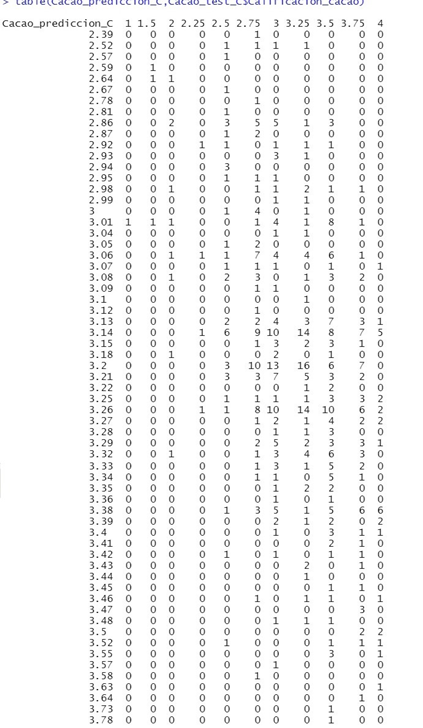 > table(Cacao_prediccion_C,Cacao_test_C$Calificacion_cacao)
Cacao_prediccion_C 1 1.5 2 2.25 2.5 2.75 3 3.25 3.5 3.75 4
2.39 0 0 0 0 0 1 0 0 0 0 0
2.52 0 0 0 0 1 1 1 1 0 0 0
2.57 0 0 0 0 1 0 0 0 0 0 0
2.59 0 1 0 0 0 0 0 0 0 0 0
2.64 0 1 1 0 0 0 0 0 0 0 0
2.67 0 0 0 0 1 0 0 0 0 0 0
2.78 0 0 0 0 0 1 0 0 0 0 0
2.81 0 0 0 0 1 0 0 0 0 0 0
2.86 0 0 2 0 3 5 5 1 3 0 0
2.87 0 0 0 0 1 2 0 0 0 0 0
2.92 0 0 0 1 1 0 1 1 1 0 0
2.93 0 0 0 0 0 0 3 1 0 0 0
2.94 0 0 0 0 3 0 0 0 0 0 0
2.95 0 0 0 0 1 1 1 0 0 0 0
2.98 0 0 1 0 0 1 1 2 1 1 0
2.99 0 0 0 0 0 0 1 1 0 0 0
3 0 0 0 0 1 4 0 1 0 0 0
3.01 1 1 1 0 0 1 4 1 8 1 0
3.04 0 0 0 0 0 0 1 1 0 0 0
3.05 0 0 0 0 1 2 0 0 0 0 0
3.06 0 0 1 1 1 7 4 4 6 1 0
3.07 0 0 0 0 1 1 1 0 1 0 1
3.08 0 0 1 0 2 3 0 1 3 2 0
3.09 0 0 0 0 0 1 1 0 0 0 0
3.1 0 0 0 0 0 0 0 1 0 0 0
3.12 0 0 0 0 0 1 0 0 1 0 0
3.13 0 0 0 0 2 2 4 3 7 3 1
3.14 0 0 0 1 6 9 10 14 8 7 5
3.15 0 0 0 0 0 1 3 2 3 1 0
3.18 0 0 1 0 0 0 2 0 1 0 0
3.2 0 0 0 0 3 10 13 16 6 7 0
3.21 0 0 0 0 3 3 7 5 3 2 0
3.22 0 0 0 0 0 0 0 1 2 0 0
3.25 0 0 0 0 1 1 1 1 3 3 2
3.26 0 0 0 1 1 8 10 14 10 6 2
3.27 0 0 0 0 0 1 2 1 4 2 2
3.28 0 0 0 0 0 0 1 1 3 0 0
3.29 0 0 0 0 0 2 5 2 3 3 1
3.32 0 0 1 0 0 1 3 4 6 3 0
3.33 0 0 0 0 0 1 3 1 5 2 0
3.34 0 0 0 0 0 1 1 0 5 1 0
3.35 0 0 0 0 0 0 1 2 2 0 0
3.36 0 0 0 0 0 0 1 0 1 0 0
3.38 0 0 0 0 1 3 5 1 5 6 6
3.39 0 0 0 0 0 0 2 1 2 0 2
3.4 0 0 0 0 0 0 1 0 3 1 1
3.41 0 0 0 0 0 0 0 0 2 1 0
3.42 0 0 0 0 1 0 1 0 1 1 0
3.43 0 0 0 0 0 0 0 2 0 1 0
3.44 0 0 0 0 0 0 0 1 0 0 0
3.45 0 0 0 0 0 0 0 0 1 1 0
3.46 0 0 0 0 0 1 0 1 1 0 1
3.47 0 0 0 0 0 0 0 0 0 3 0
3.48 0 0 0 0 0 0 1 1 1 0 0
3.5 0 0 0 0 0 0 0 0 0 2 2
3.52 0 0 0 0 1 0 0 0 1 1 1
3.55 0 0 0 0 0 0 0 0 3 0 1
3.57 0 0 0 0 0 0 1 0 0 0 0
3.58 0 0 0 0 0 1 0 0 0 0 0
3.63 0 0 0 0 0 0 0 0 0 0 1
3.64 0 0 0 0 0 0 0 0 0 1 0
3.73 0 0 0 0 0 0 0 0 1 0 0
3.78 0 0 0 0 0 0 0 0 1 0 0